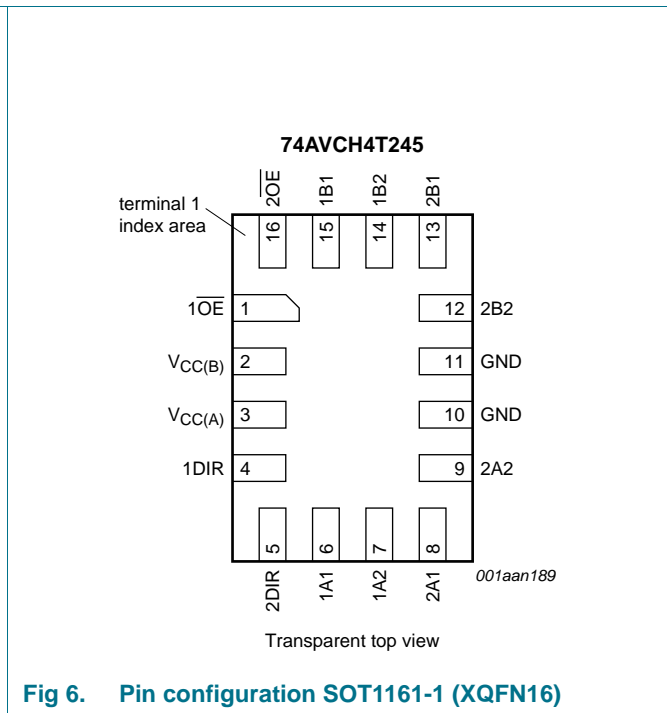 74AVCH4T245
terminal 1
index area
2O̅E̅
1B1
1B2
2B1
16
15
14
13
1O̅E̅
1
12
2B2
VCC(B)
2
11
GND
VCC(A)
3
10
GND
1DIR
4
9
2A2
5
6
7
8
2DIR
1A1
1A2
2A1
001aan189
Transparent top view
Fig 6. Pin configuration SOT1161-1 (XQFN16)